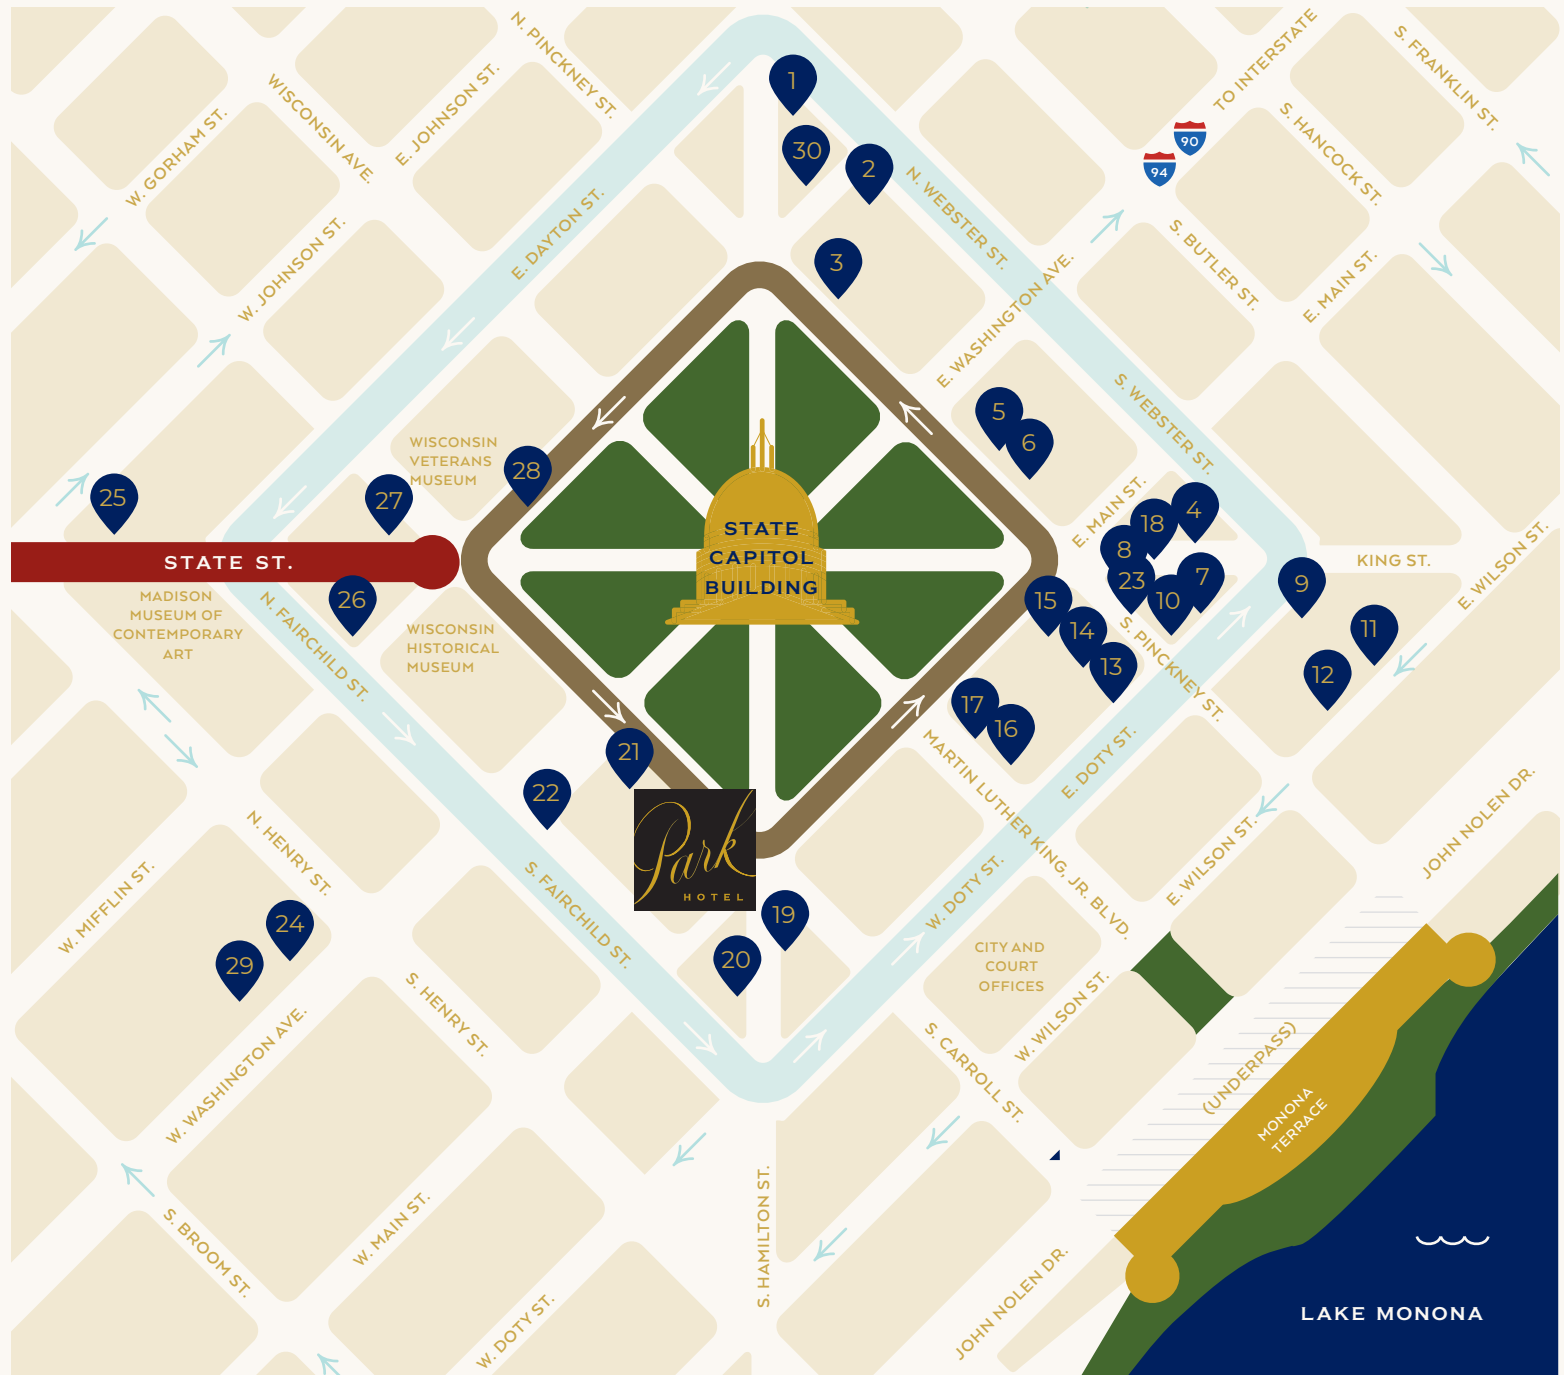 N. PINCKNEY ST.
WISCONSIN AVE.
E. JOHNSON ST.
W. GORHAM ST.
W. JOHNSON ST.
E. DAYTON ST.
1
30
2
3
N. WEBSTER ST.
TO INTERSTATE
90
94
S. FRANKLIN ST.
S. HANCOCK ST.
S. BUTLER ST.
E. MAIN ST.
E. WASHINGTON AVE.
S. WEBSTER ST.
5
6
E. MAIN ST.
4
18
8
23
7
10
9
KING ST.
E. WILSON ST.
11
12
WISCONSIN
VETERANS
MUSEUM
28
27
25
STATE ST.
26
MADISON
MUSEUM OF
CONTEMPORARY
ART
N. FAIRCHILD ST.
WISCONSIN
HISTORICAL
MUSEUM
STATE
CAPITOL
BUILDING
15
14
13
S. PINCKNEY ST.
17
16
21
22
Park
HOTEL
19
20
MARTIN LUTHER KING, JR. BLVD.
E. DOTY ST.
W. DOTY ST.
E. WILSON ST.
JOHN NOLEN DR.
N. HENRY ST.
W. MIFFLIN ST.
24
29
S. FAIRCHILD ST.
S. HENRY ST.
W. WASHINGTON AVE.
CITY AND
COURT
OFFICES
W. WILSON ST.
S. CARROLL ST.
(UNDERPASS)
MONONA
TERRACE
S. HAMILTON ST.
S. BROOM ST.
W. MAIN ST.
W. DOTY ST.
JOHN NOLEN DR.
LAKE MONONA